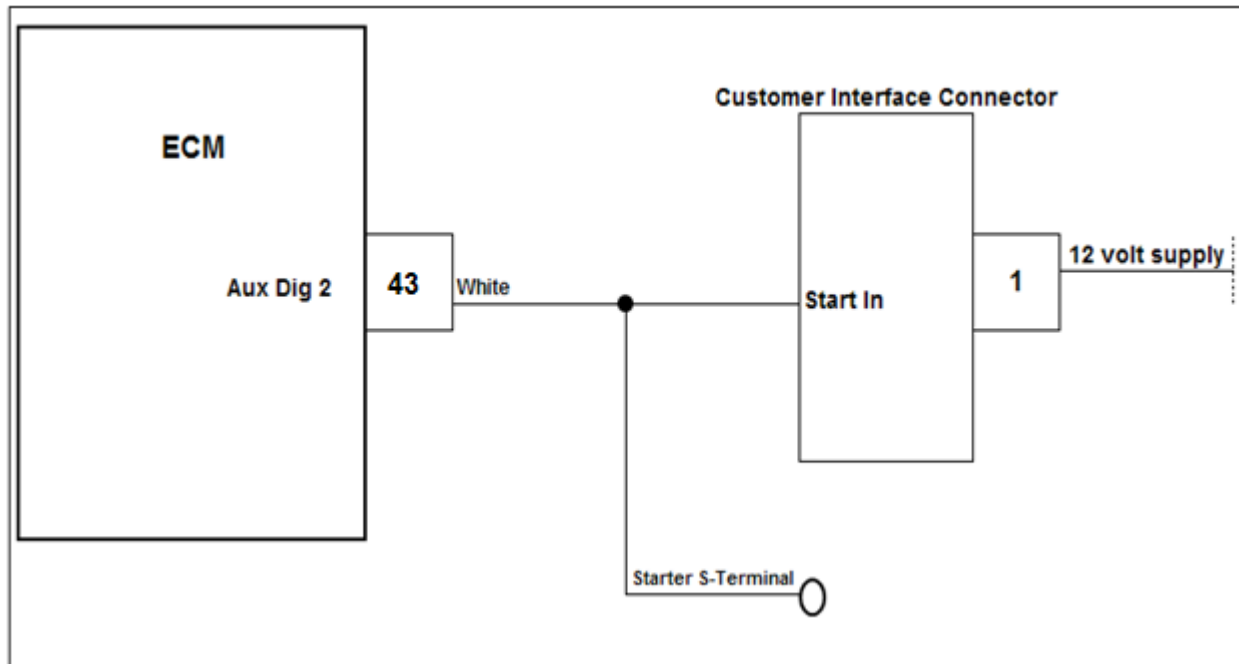 Customer Interface Connector
ECM
Aux Dig 2
43
White
Start In
1
12 volt supply
Starter S-Terminal